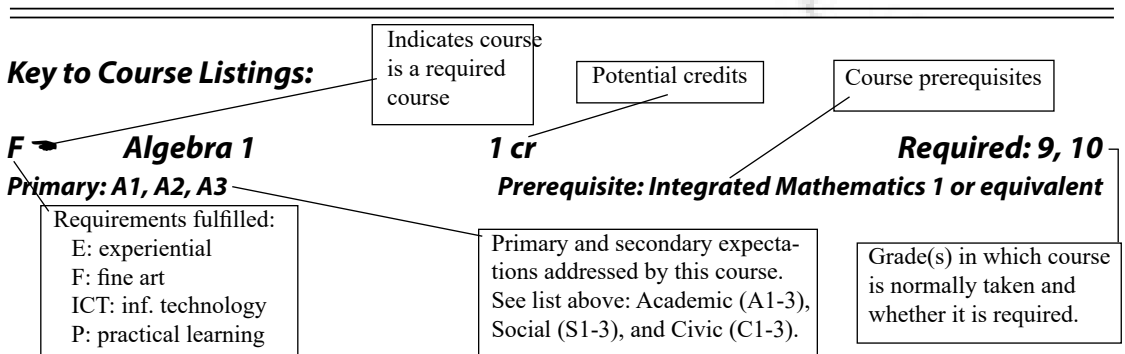 Indicates course
is a required
course
Key to Course Listings:
Potential credits
Course prerequisites
F ☚ Algebra 1 1 cr Required: 9, 10
Primary: A1, A2, A3 Prerequisite: Integrated Mathematics 1 or equivalent
Requirements fulfilled:
E: experiential
F: fine art
ICT: inf. technology
P: practical learning
Primary and secondary expecta-
tions addressed by this course.
See list above: Academic (A1-3),
Social (S1-3), and Civic (C1-3).
Grade(s) in which course
is normally taken and
whether it is required.